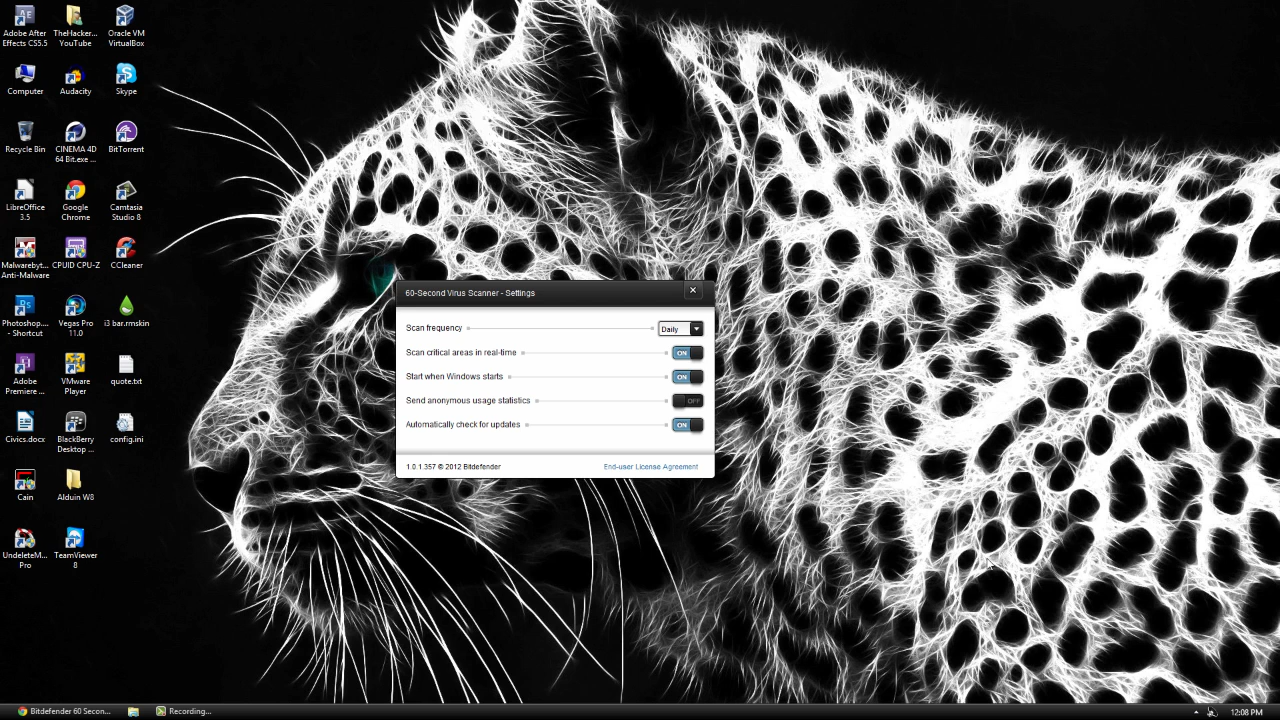 Adobe After
Effects CS5.5
TheHacker...
YouTube
Oracle VM
VirtualBox
Computer
Audacity
Skype
Recycle Bin
CINEMA 4D
64 Bit.exe ...
BitTorrent
LibreOffice
3.5
Google
Chrome
Camtasia
Studio 8
Malwarebyt...
Anti-Malware
CPUID CPU-Z
CCleaner
Photoshop....
- Shortcut
Vegas Pro
11.0
i3 bar.rmskin
Adobe
Premiere ...
VMware
Player
quote.txt
Civics.docx
BlackBerry
Desktop ...
config.ini
Cain
Alduin W8
UndeleteM...
Pro
TeamViewer
8
60-Second Virus Scanner - Settings
Scan frequency
Daily
Scan critical areas in real-time
ON
Start when Windows starts
ON
Send anonymous usage statistics
OFF
Automatically check for updates
ON
1.0.1.357 © 2012 Bitdefender
End-user License Agreement
Bitdefender 60 Secon...
Recording...
12:08 PM